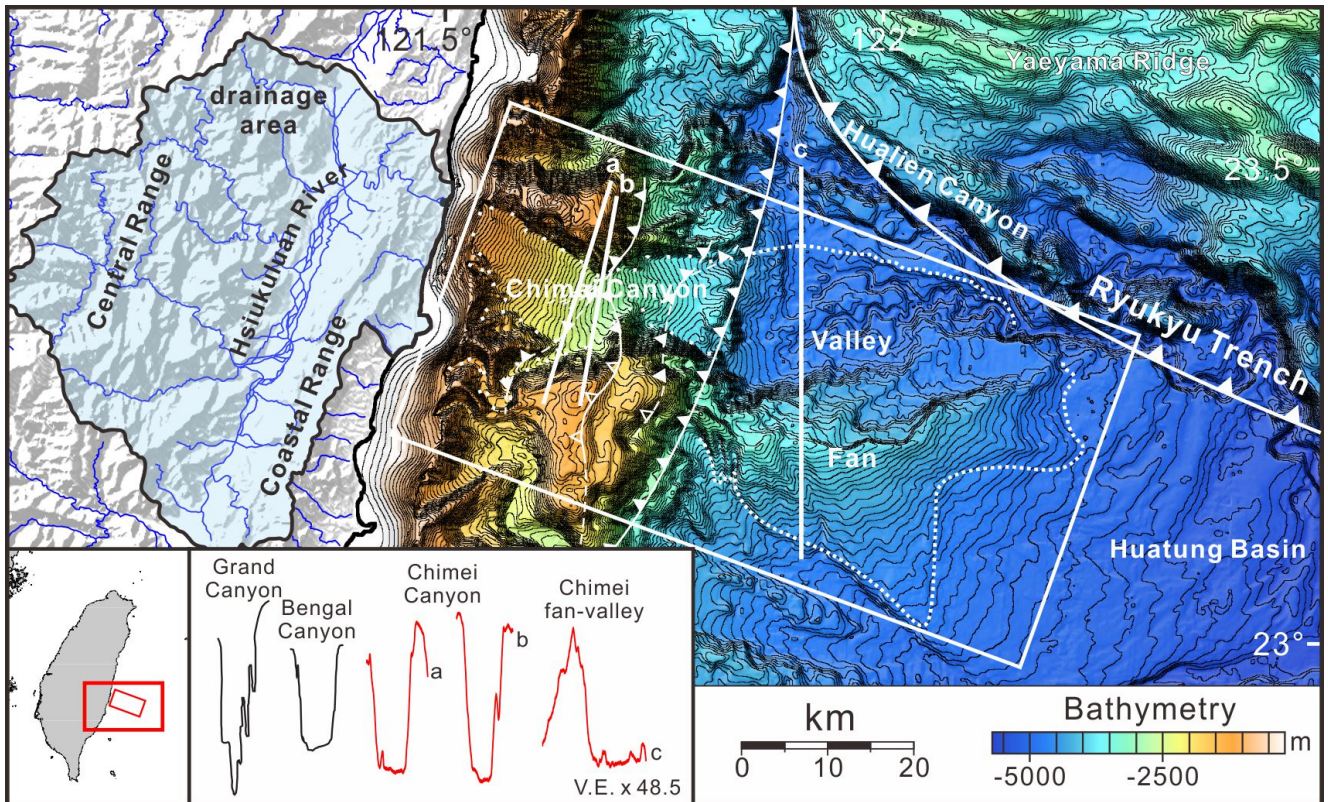 121.5°
122°
Yaeyama Ridge
drainage
area
Central Range
Hsiukuluan River
Coastal Range
a
b
c
Hualien Canyon
23.5°
Chimei Canyon
Ryukyu Trench
Valley
Fan
Huatung Basin
23°
Grand
Canyon
Bengal
Canyon
Chimei
Canyon
Chimei
fan-valley
a
b
c
V.E. x 48.5
km
0 10 20
Bathymetry
m
-5000 -2500